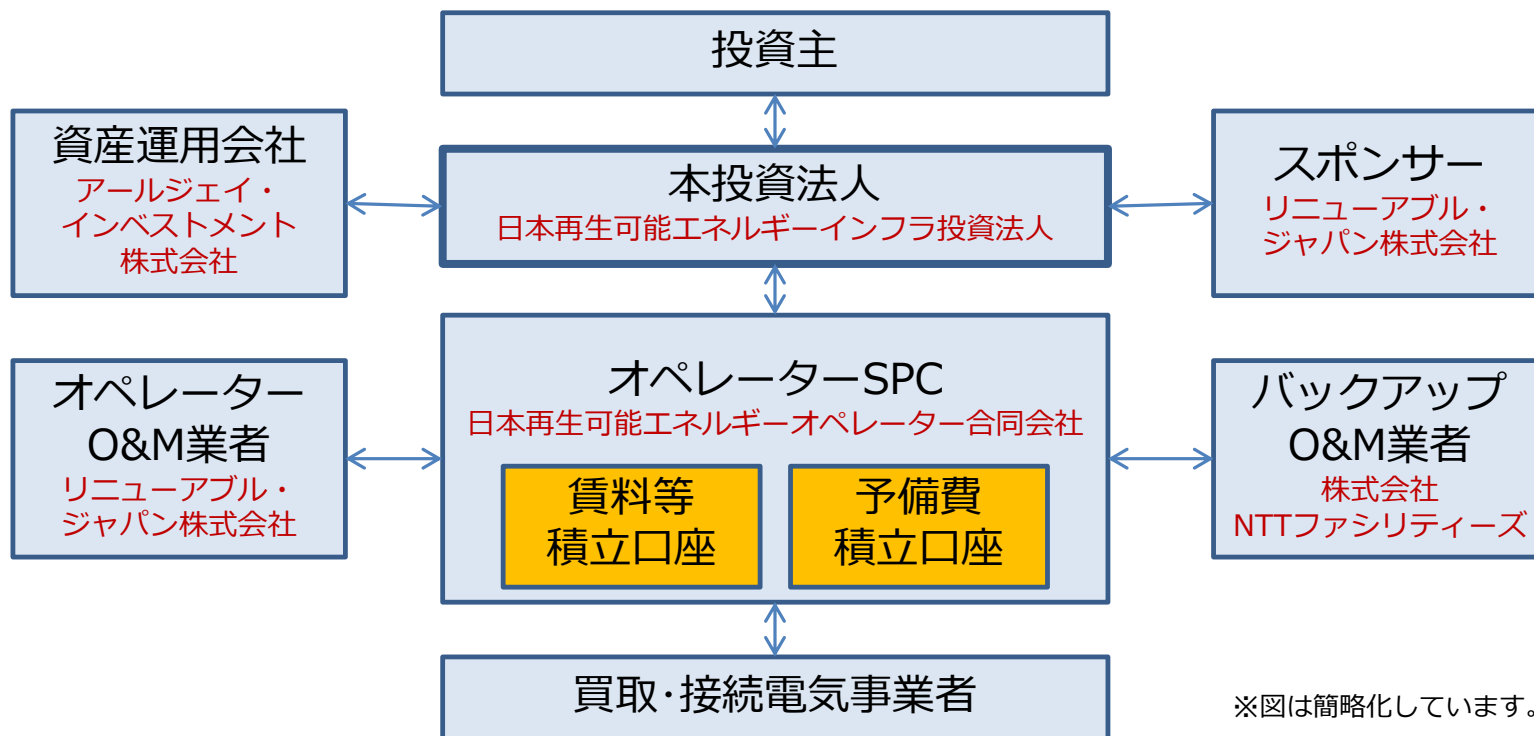 投資主
資産運用会社
アールジェイ・
インベストメント
株式会社
本投資法人
日本再生可能エネルギーインフラ投資法人
スポンサー
リニューアブル・
ジャパン株式会社
オペレーター
O&M業者
リニューアブル・
ジャパン株式会社
オペレーターSPC
日本再生可能エネルギーオペレーター合同会社
賃料等
積立口座
予備費
積立口座
バックアップ
O&M業者
株式会社
NTTファシリティーズ
買取･接続電気事業者
※図は簡略化しています。